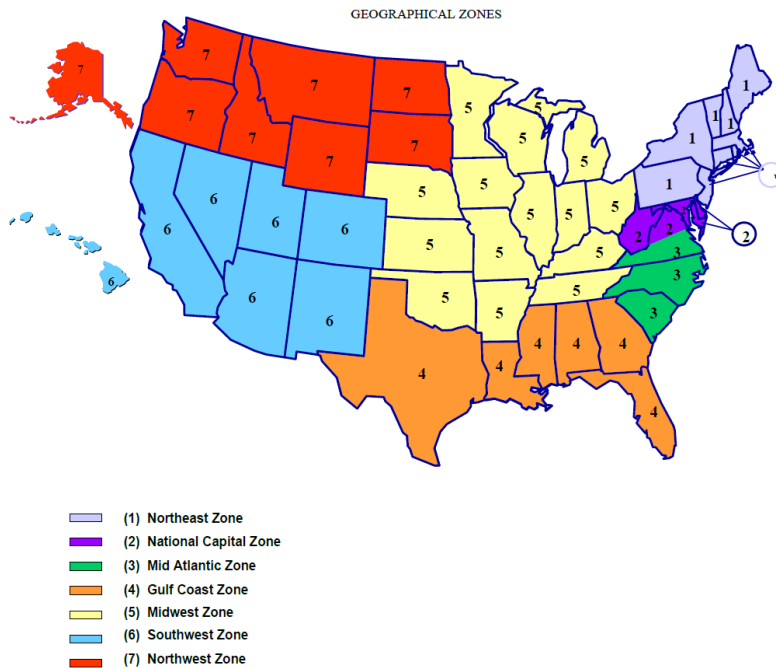 GEOGRAPHICAL ZONES
7
7
7 7 1
5 5
7 1 1
7 5 1
7
7 5
1
5 5
6 5 5 5
6 6 6 2
2 2
5 5 5 3
3
6 5
6 5
5 3
6
4 4 4
4 4
4
(1) Northeast Zone
(2) National Capital Zone
(3) Mid Atlantic Zone
(4) Gulf Coast Zone
(5) Midwest Zone
(6) Southwest Zone
(7) Northwest Zone